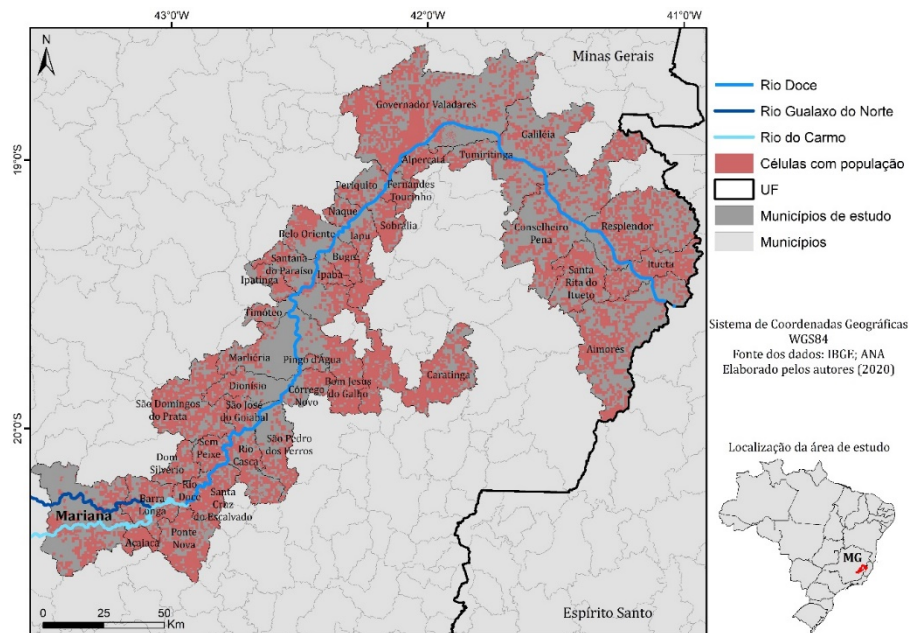 43°0'W
42°0'W
41°0'W
N
Minas Gerais
Governador Valadares
Galiléia
19°0'S
Alpercatá
Tumiritinga
Periquito
Fernandes
Tourinho
Naque
Sobrália
Belo Oriente
Iapu
Conselheiro
Pena
Resplendor
Santana
do Paraíso
Bugre
Ipatinga
Ipaba
Santa
Rita do
Itueto
Itueta
Timóteo
Aimorés
Marliéria
Pingo d'Água
Dionísio
Córrego
Novo
Bom Jesus
do Galho
Caratinga
São Domingos
do Prata
São José
do Goiabal
20°0'S
São Pedro
dos Ferros
Sem
Peixe
Rio
Casca
Dom
Silvério
Rio
Doce
Santa
Cruz
do Escalvado
Mariana
Barra
Longa
Acaiaca
Ponte
Nova
0
25
50
Km
Espírito Santo
Rio Doce
Rio Gualaxo do Norte
Rio do Carmo
Células com população
UF
Municípios de estudo
Municípios
Sistema de Coordenadas Geográficas
WGS84
Fonte dos dados: IBGE; ANA
Elaborado pelos autores (2020)
Localização da área de estudo
MG